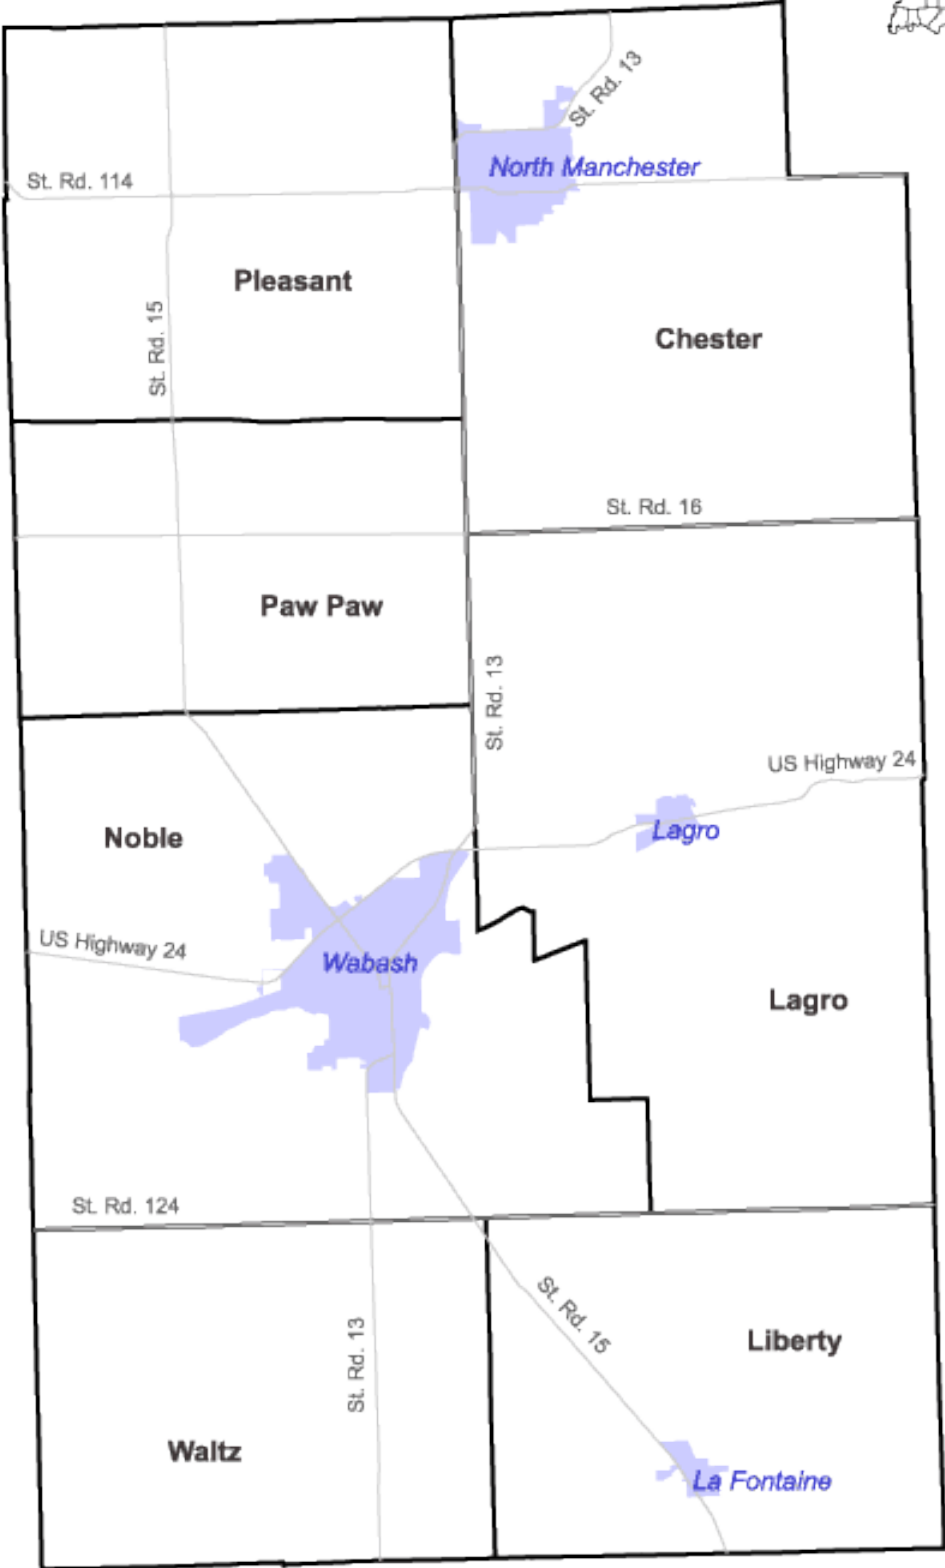 St. Rd. 13
North Manchester
St. Rd. 114
Pleasant
St. Rd. 15
Chester
St. Rd. 16
Paw Paw
St. Rd. 13
US Highway 24
Lagro
Noble
US Highway 24
Wabash
Lagro
St. Rd. 124
St. Rd. 15
St. Rd. 13
Liberty
Waltz
La Fontaine